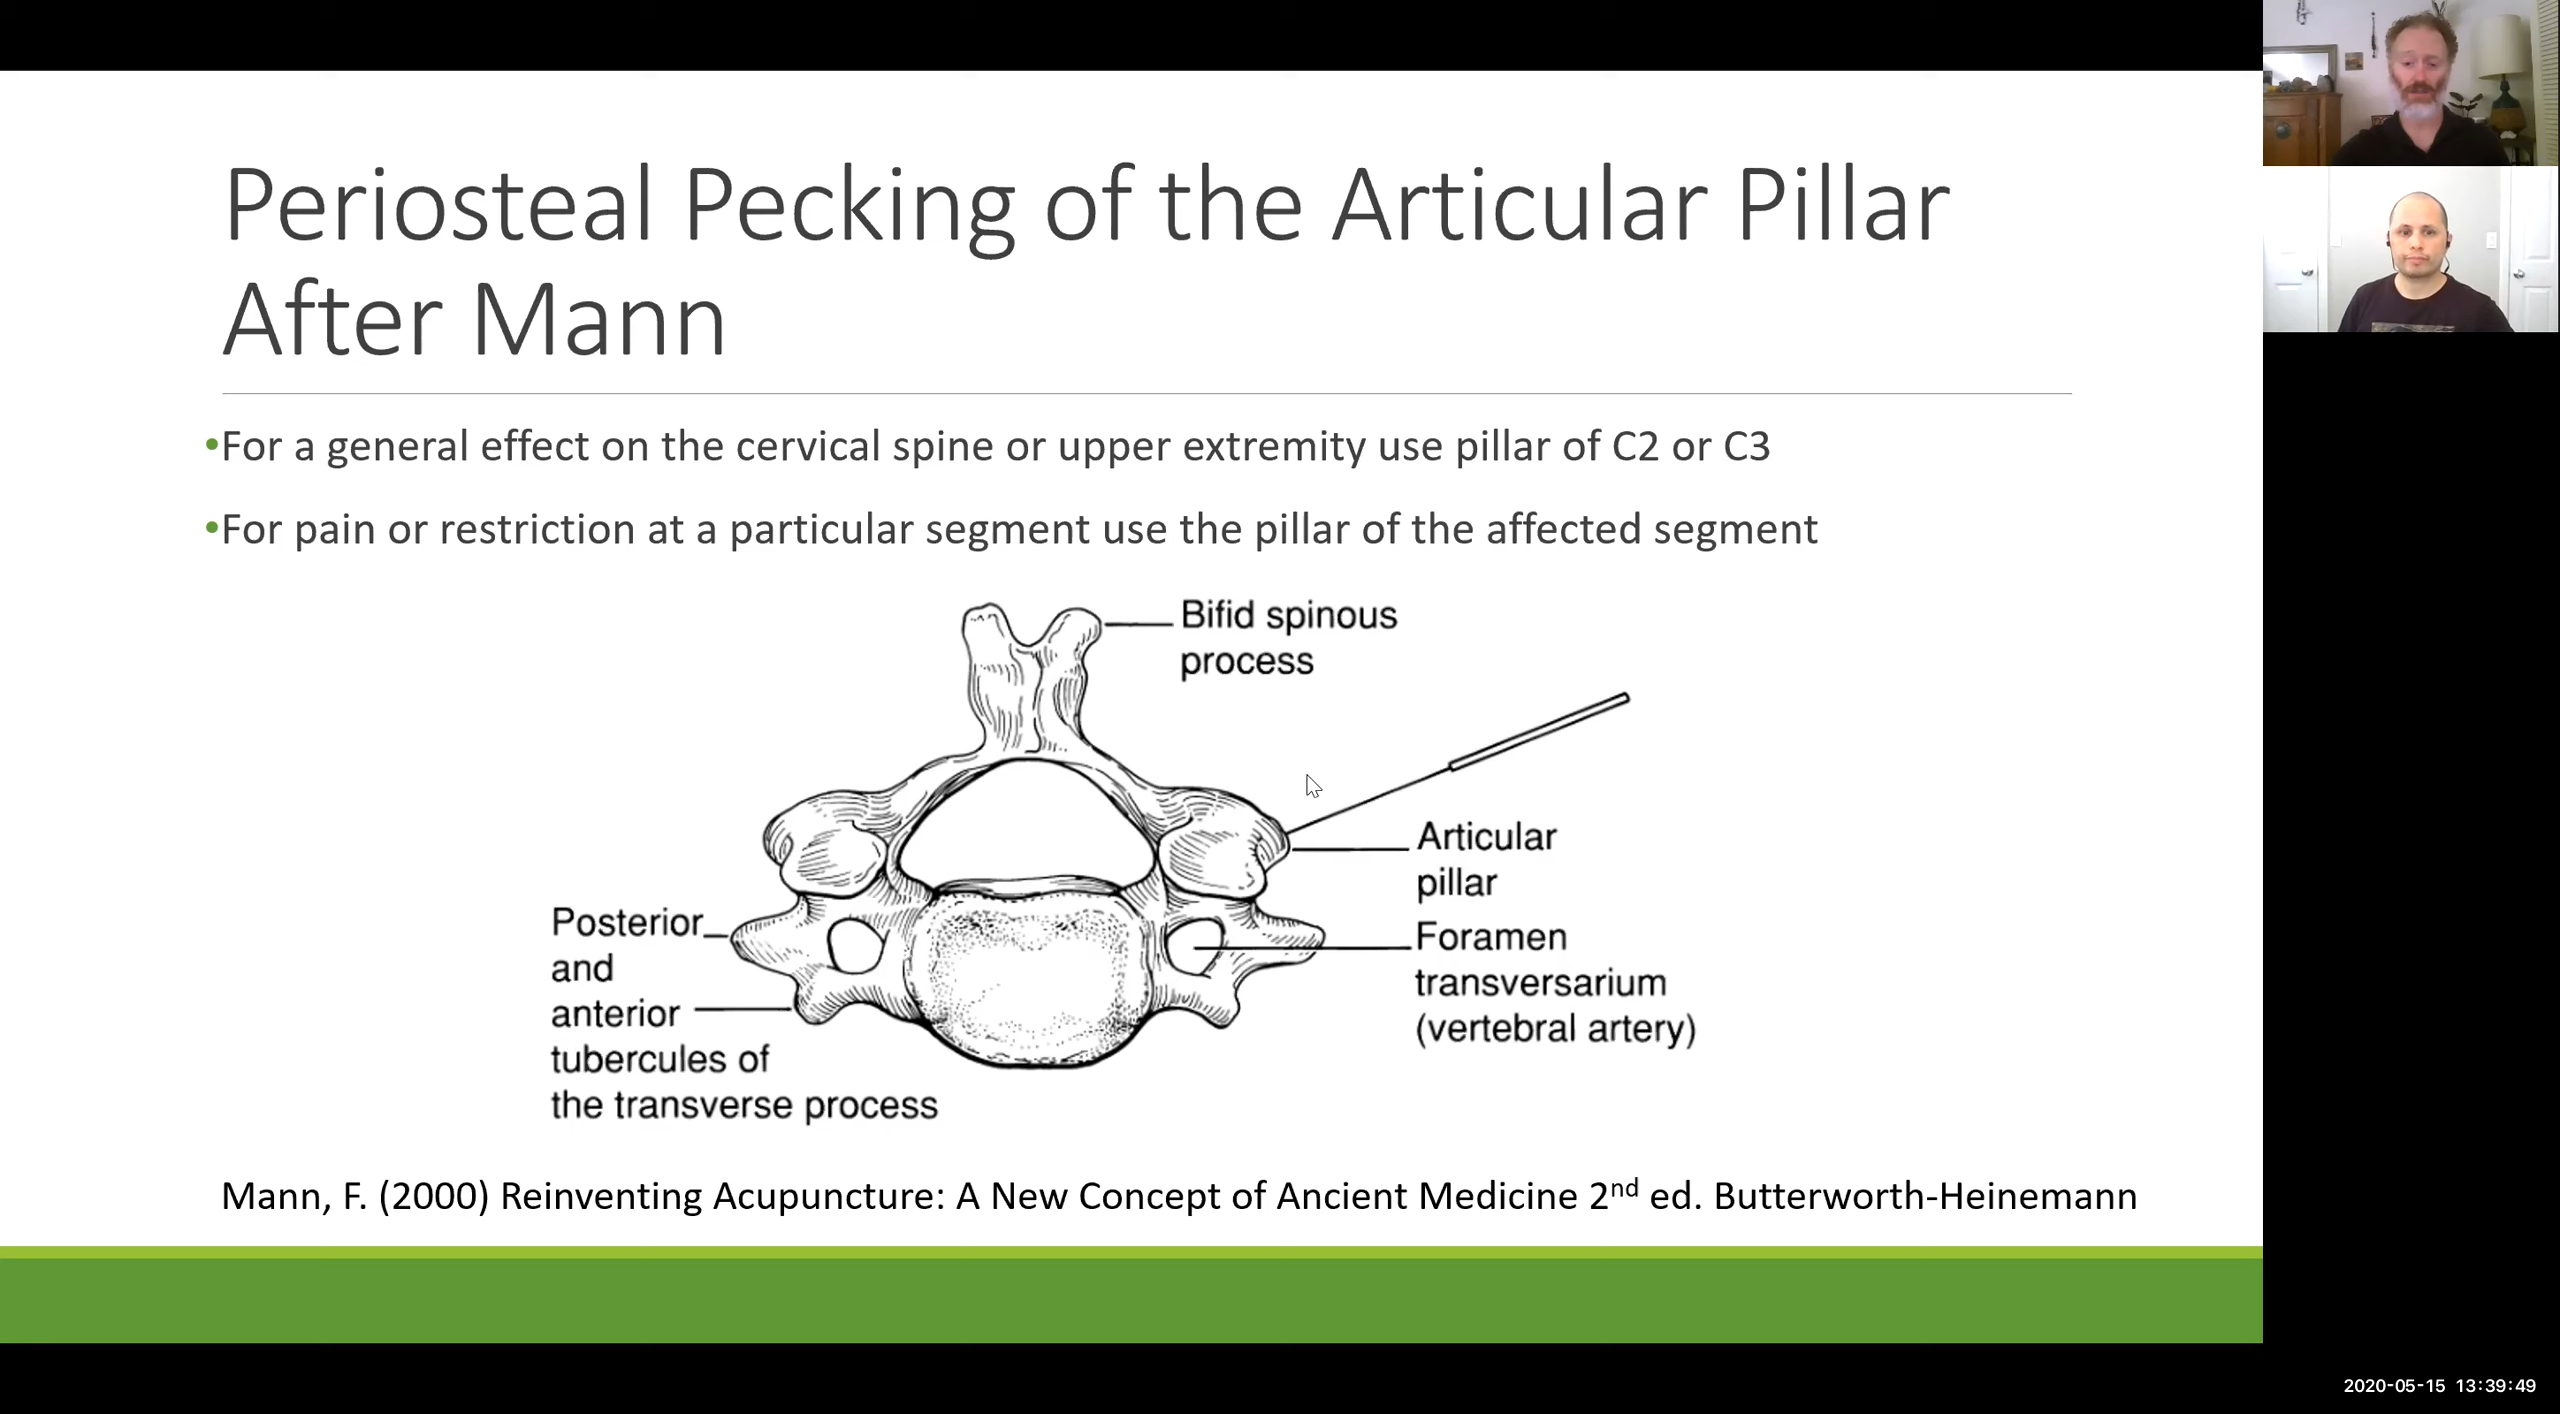 Periosteal Pecking of the Articular Pillar
After Mann
•For a general effect on the cervical spine or upper extremity use pillar of C2 or C3
•For pain or restriction at a particular segment use the pillar of the affected segment
Bifid spinous
process
Articular
pillar
Posterior
and
anterior
tubercules of
the transverse process
Foramen
transversarium
(vertebral artery)
Mann, F. (2000) Reinventing Acupuncture: A New Concept of Ancient Medicine 2nd ed. Butterworth-Heinemann
2020-05-15 13:39:49